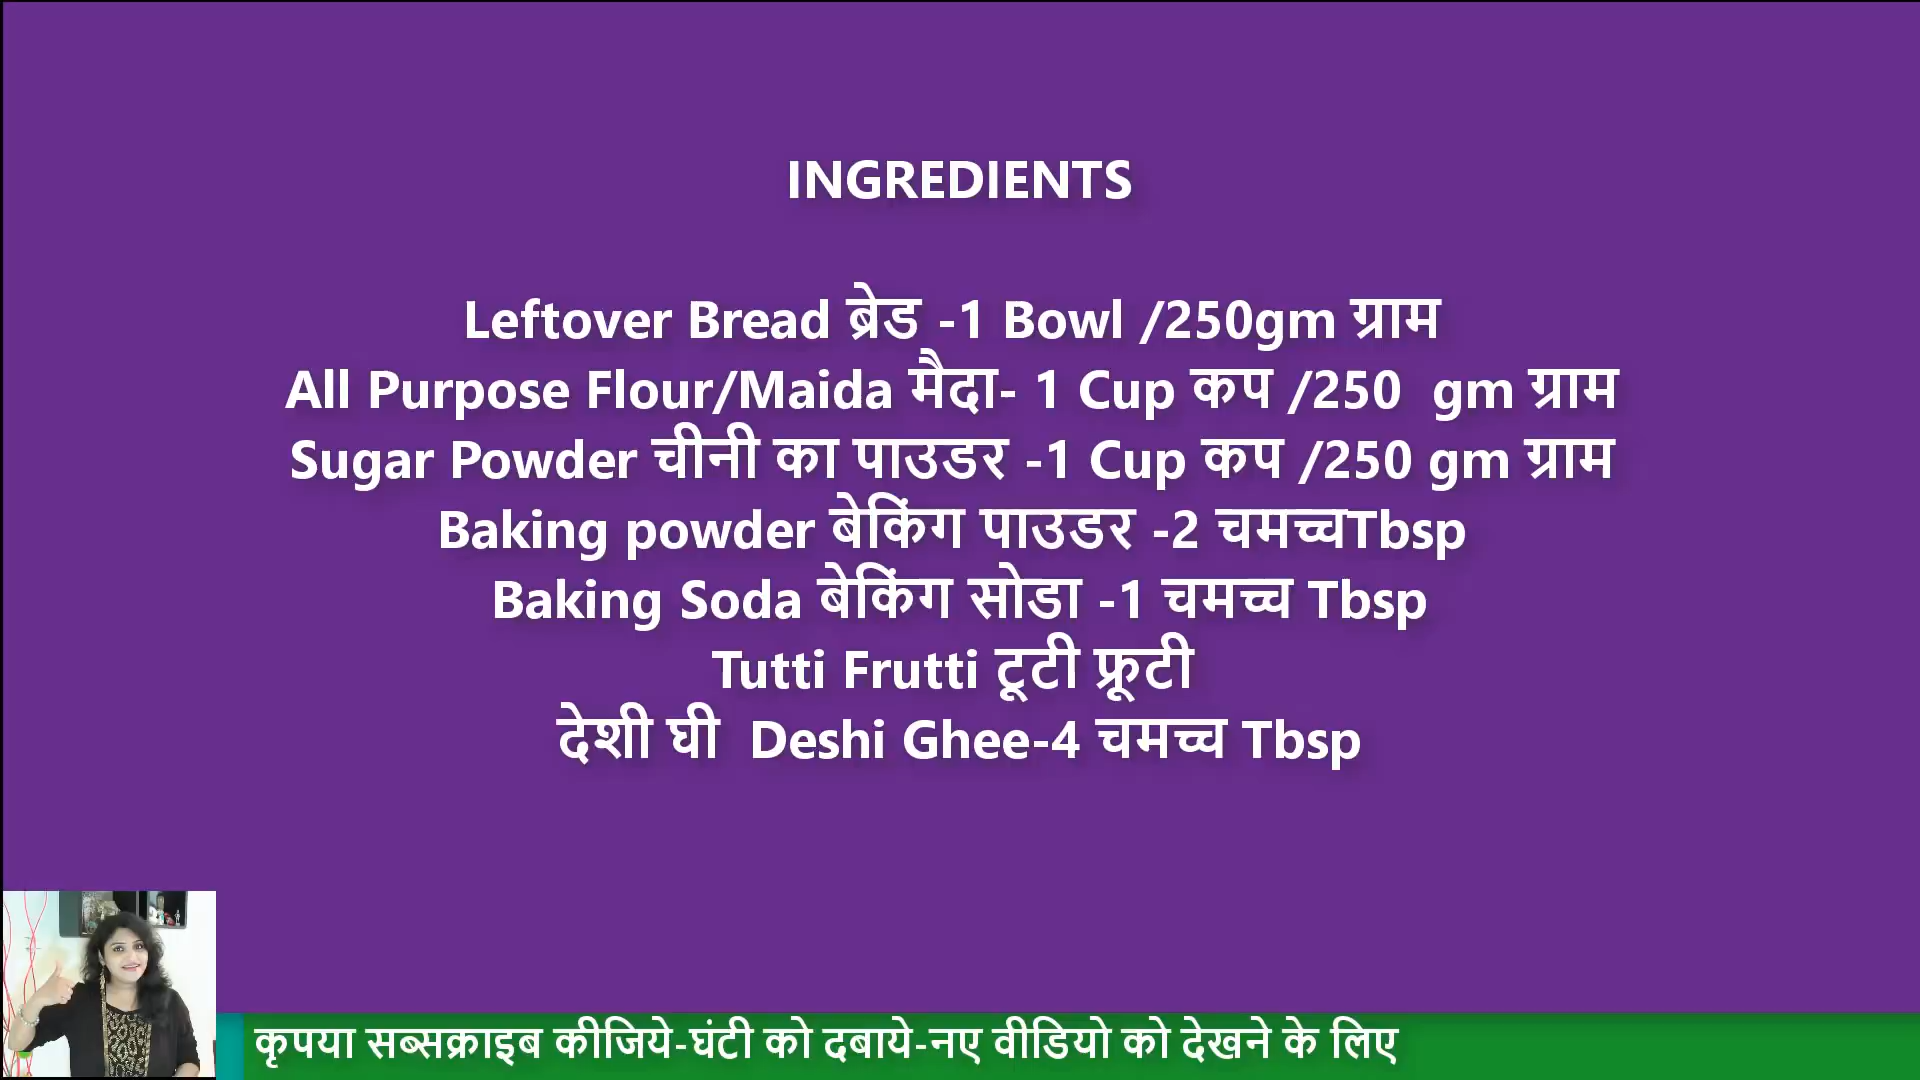 INGREDIENTS
Leftover Bread ब्रेड -1 Bowl /250gm ग्राम
All Purpose Flour/Maida मैदा- 1 Cup कप /250 gm ग्राम
Sugar Powder चीनी का पाउडर -1 Cup कप /250 gm ग्राम
Baking powder बेकिंग पाउडर -2 चमच्चTbsp
Baking Soda बेकिंग सोडा -1 चमच्च Tbsp
Tutti Frutti टूटी फ्रूटी
देशी घी Deshi Ghee-4 चमच्च Tbsp
कृपया सब्सक्राइब कीजिये-घंटी को दबाये-नए वीडियो को देखने के लिए